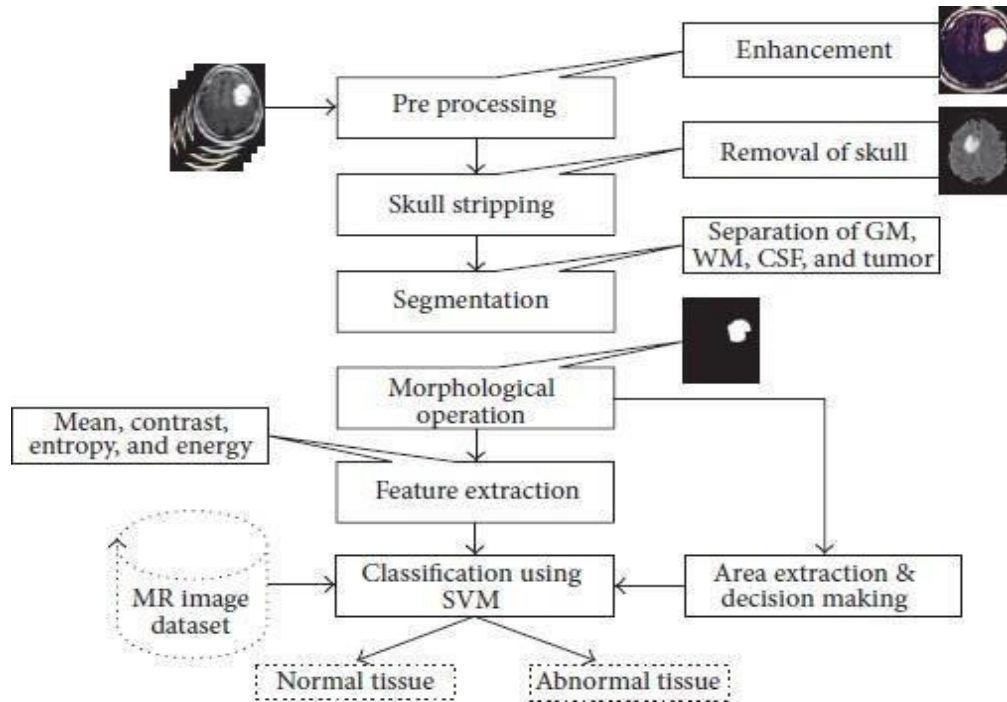 Enhancement
Pre processing
Removal of skull
Skull stripping
Separation of GM,
WM, CSF, and tumor
Segmentation
Morphological
operation
Mean, contrast,
entropy, and energy
Feature extraction
MR image
dataset
Classification using
SVM
Area extraction &
decision making
Normal tissue
Abnormal tissue